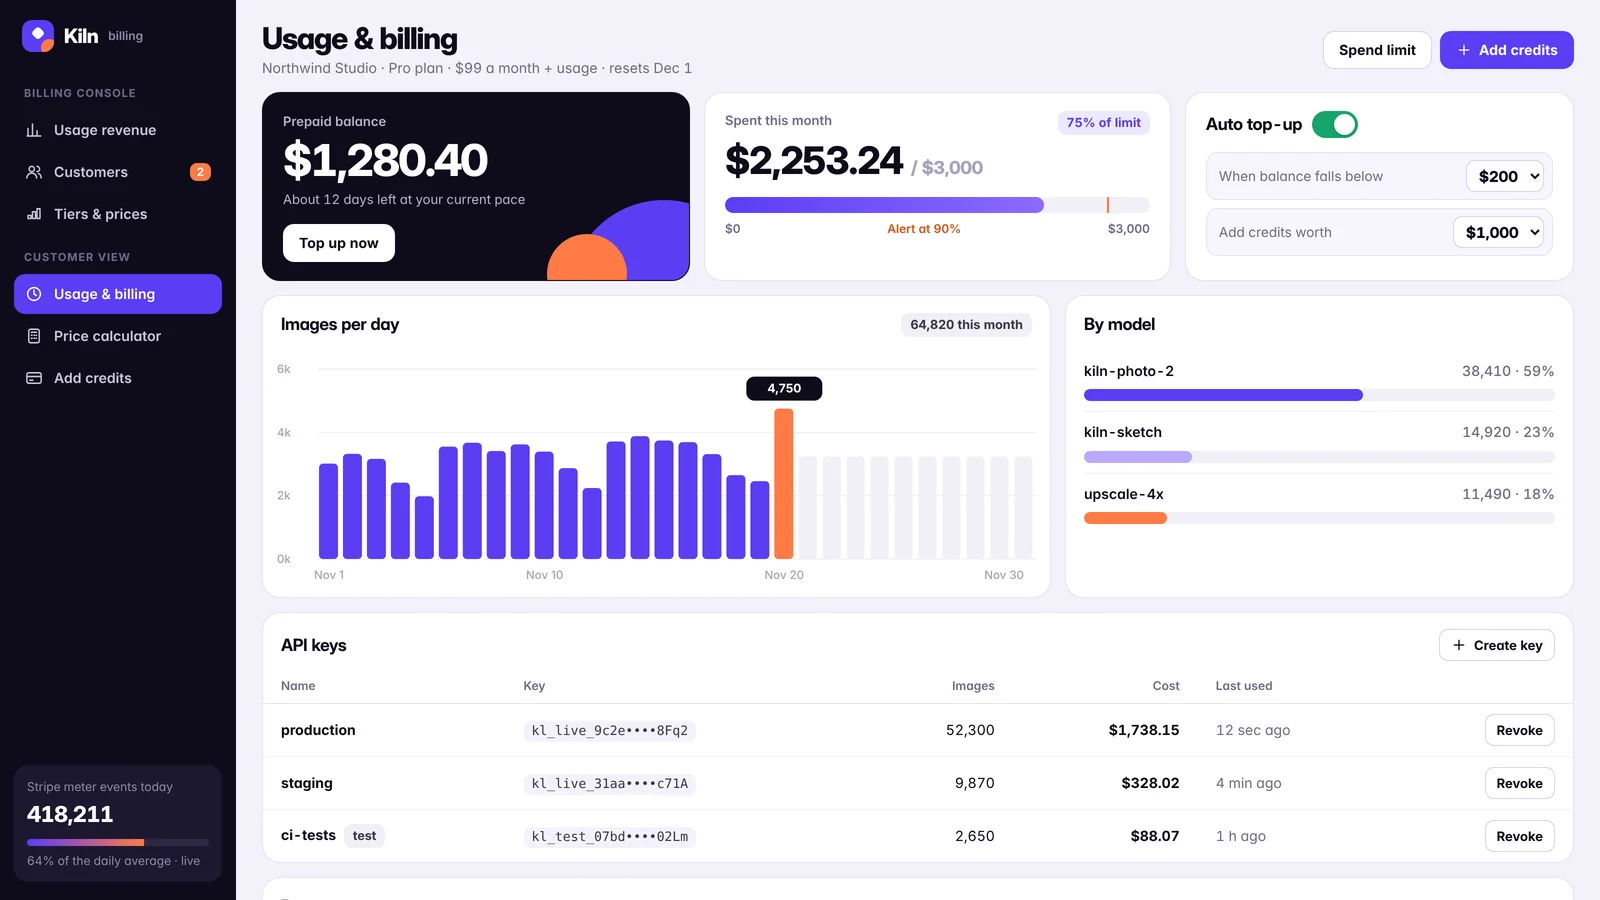 Kiln billing
BILLING CONSOLE
Usage revenue
Customers 2
Tiers & prices
CUSTOMER VIEW
Usage & billing
Price calculator
Add credits
Stripe meter events today
418,211
64% of the daily average · live
Usage & billing
Northwind Studio · Pro plan · $99 a month + usage · resets Dec 1
Spend limit
+ Add credits
Prepaid balance
$1,280.40
About 12 days left at your current pace
Top up now
Spent this month
75% of limit
$2,253.24 / $3,000
$0 Alert at 90% $3,000
Auto top-up
When balance falls below $200
Add credits worth $1,000
Images per day
64,820 this month
6k
4,750
4k
2k
0k
Nov 1 Nov 10 Nov 20 Nov 30
By model
kiln-photo-2 38,410 · 59%
kiln-sketch 14,920 · 23%
upscale-4x 11,490 · 18%
API keys
+ Create key
Name Key Images Cost Last used
production kl_live_9c2e••••8Fq2 52,300 $1,738.15 12 sec ago Revoke
staging kl_live_31aa••••c71A 9,870 $328.02 4 min ago Revoke
ci-tests test kl_test_07bd••••02Lm 2,650 $88.07 1 h ago Revoke